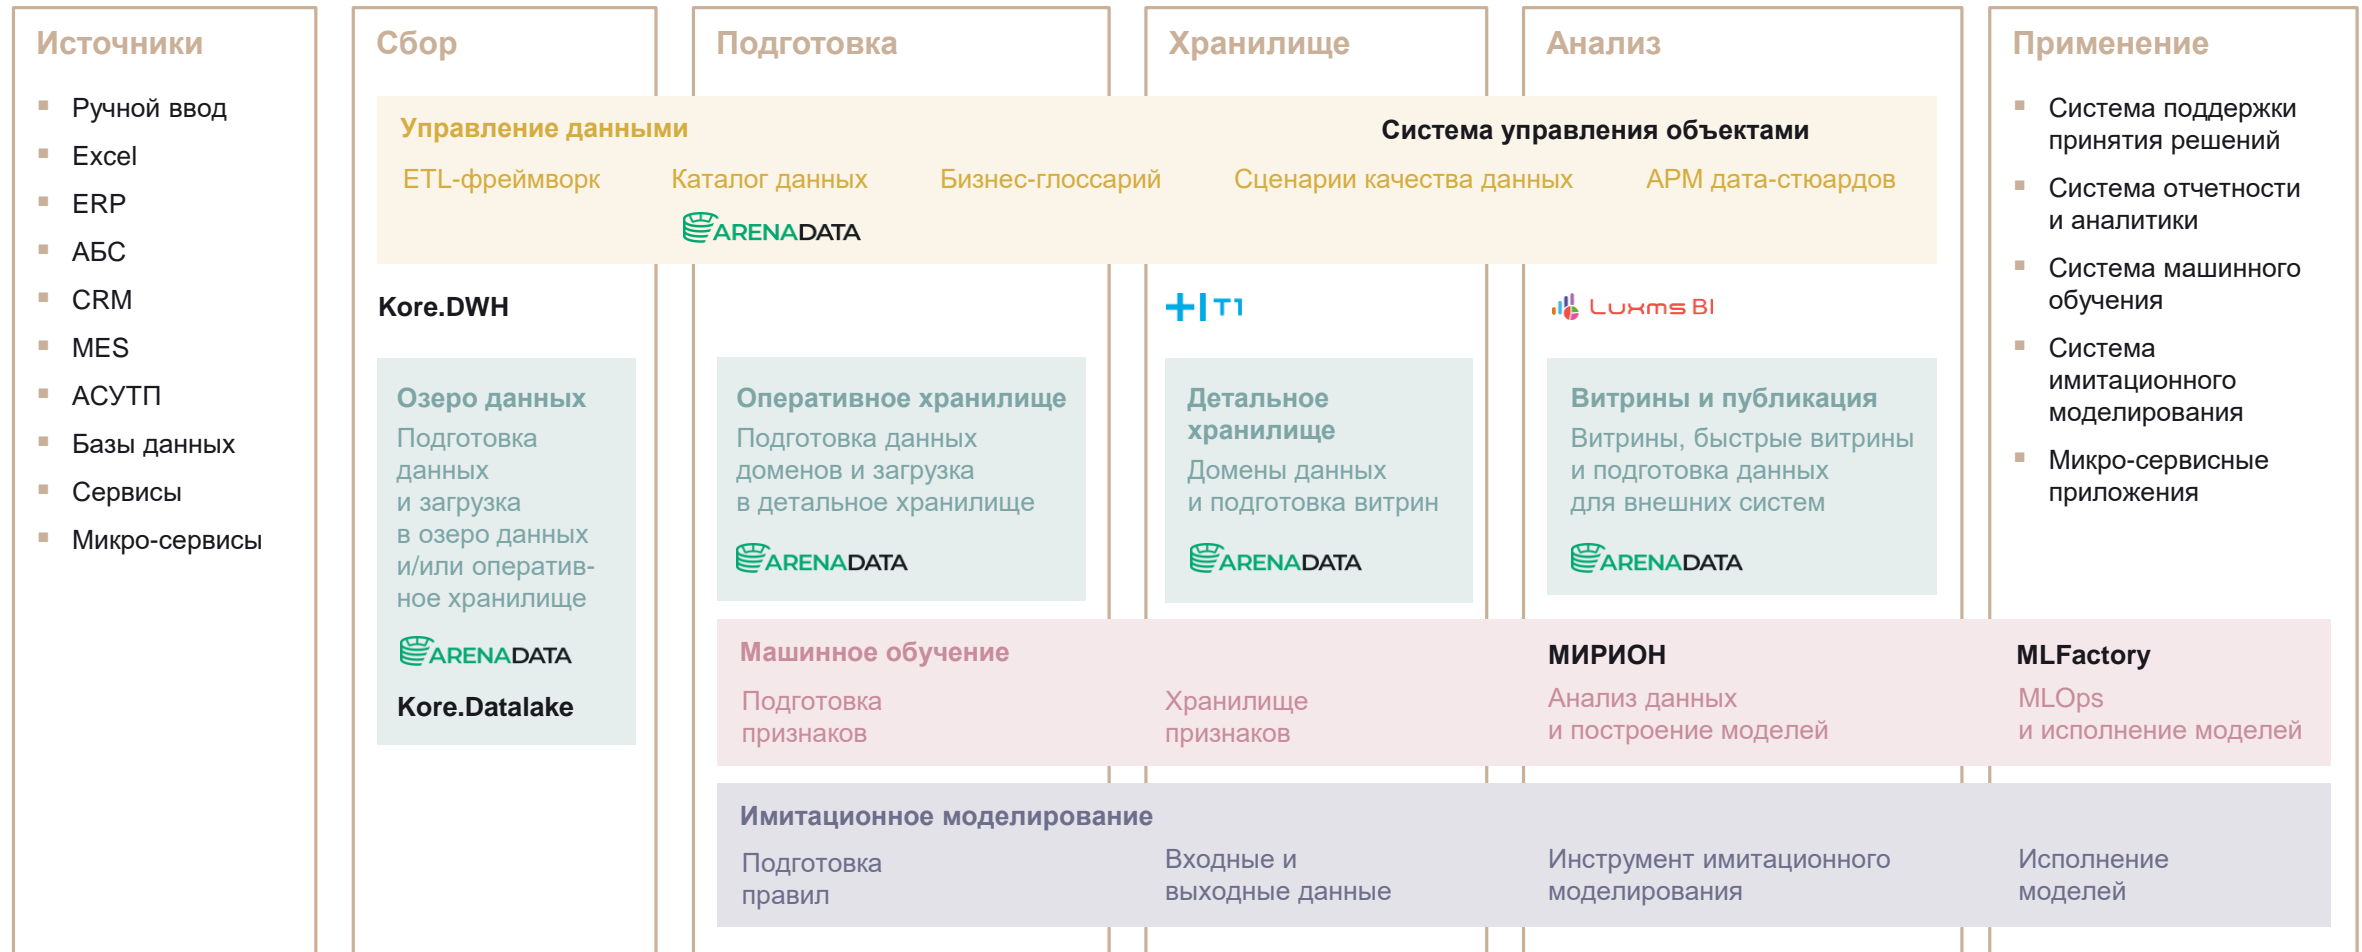 Источники
Ручной ввод
Excel
ERP
АБС
CRM
MES
АСУТП
Базы данных
Сервисы
Микро-сервисы
Сбор
Подготовка
Хранилище
Анализ
Управление данными
Система управления объектами
ETL-фреймворк
Каталог данных
Бизнес-глоссарий
Сценарии качества данных
АРМ дата-стюардов
ARENADATA
Kore.DWH
T1
Luxms BI
Озеро данных
Подготовка
данных
и загрузка
в озеро данных
и/или оператив-
ное хранилище
ARENADATA
Kore.Datalake
Оперативное хранилище
Подготовка данных
доменов и загрузка
в детальное хранилище
ARENADATA
Детальное
хранилище
Домены данных
и подготовка витрин
ARENADATA
Витрины и публикация
Витрины, быстрые витрины
и подготовка данных
для внешних систем
ARENADATA
Машинное обучение
Подготовка
признаков
Хранилище
признаков
МИРИОН
Анализ данных
и построение моделей
MLFactory
MLOps
и исполнение моделей
Имитационное моделирование
Подготовка
правил
Входные и
выходные данные
Инструмент имитационного
моделирования
Исполнение
моделей
Применение
Система поддержки
принятия решений
Система отчетности
и аналитики
Система машинного
обучения
Система
имитационного
моделирования
Микро-сервисные
приложения